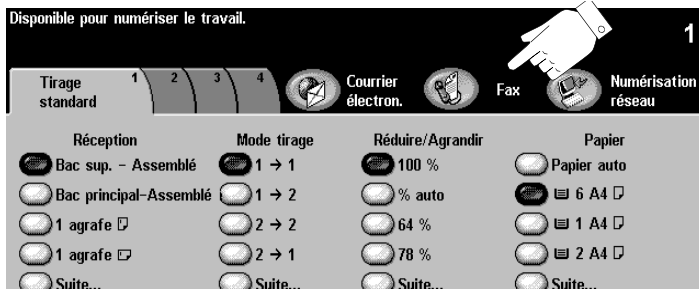 Disponible pour numériser le travail.
1
Tirage standard
1
2
3
4
Courrier électron.
Fax
Numérisation réseau
Réception
Mode tirage
Réduire/Agrandir
Papier
Bac sup. – Assemblé
1 → 1
100 %
Papier auto
Bac principal-Assemblé
1 → 2
% auto
6 A4
1 agrafe
2 → 2
64 %
1 A4
1 agrafe
2 → 1
78 %
2 A4
Suite...
Suite...
Suite...
Suite...